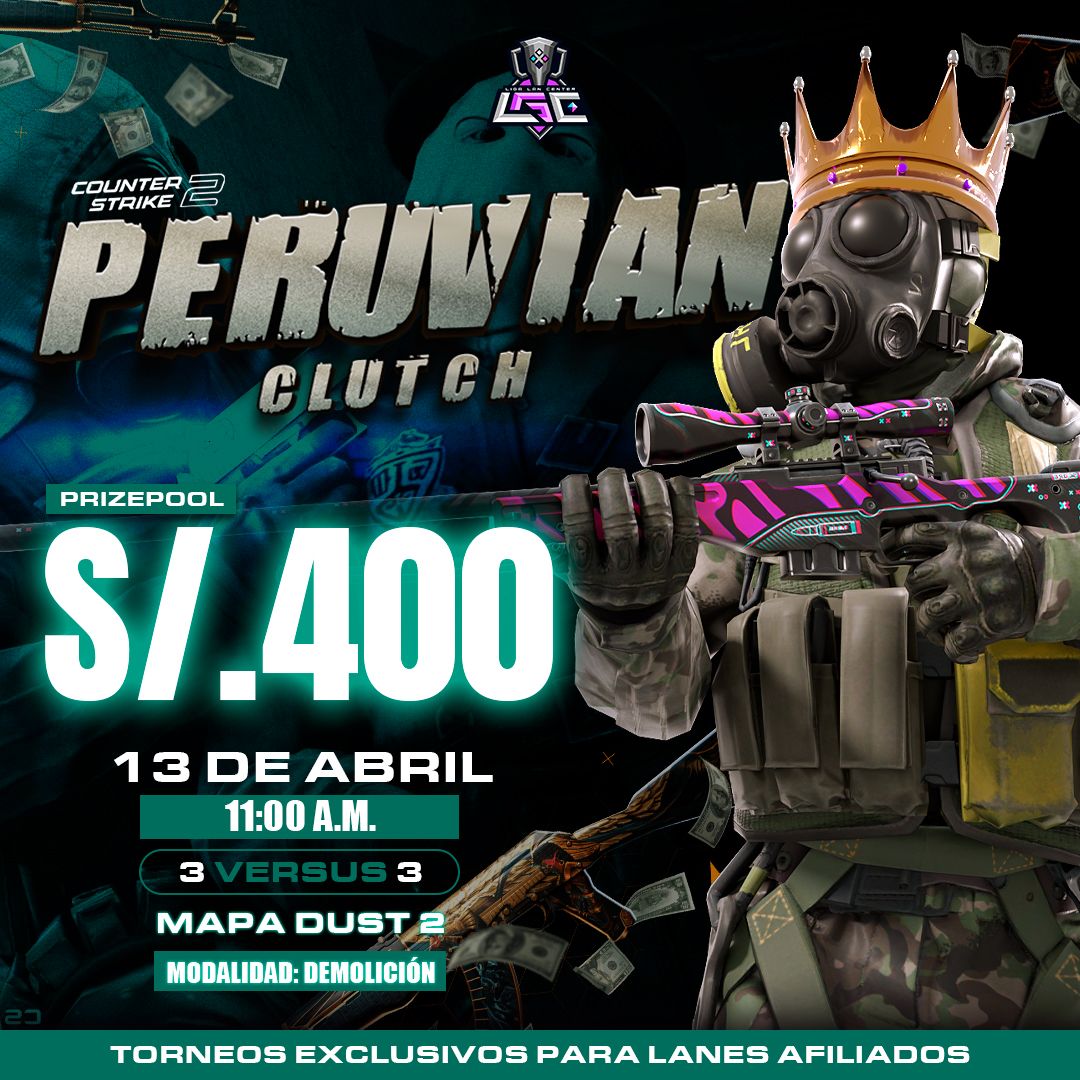 LIGA LAN CENTER
LGC
COUNTER
STRIKE 2
PERUVIAN
CLUTCH
PRIZEPOOL
S/.400
13 DE ABRIL
11:00 A.M.
3 VERSUS 3
MAPA DUST 2
MODALIDAD: DEMOLICIÓN
TORNEOS EXCLUSIVOS PARA LANES AFILIADOS